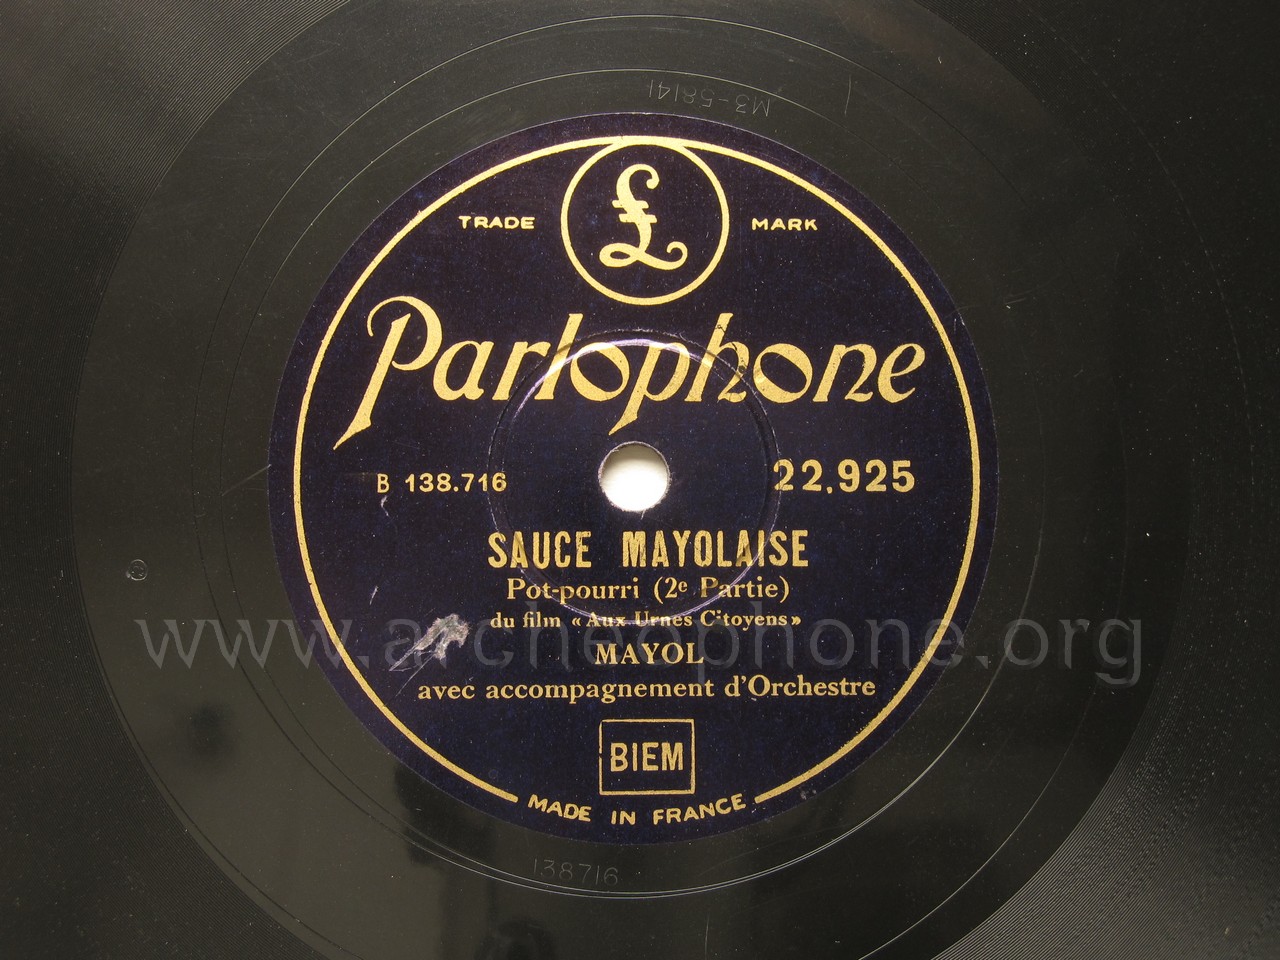 M3-58141
£
TRADE MARK
Parlophone
B 138.716 22,925
SAUCE MAYOLAISE
Pot-pourri (2e Partie)
du film « Aux Urnes Citoyens »
www.archeophone.org
MAYOL
avec accompagnement d'Orchestre
BIEM
MADE IN FRANCE
138716